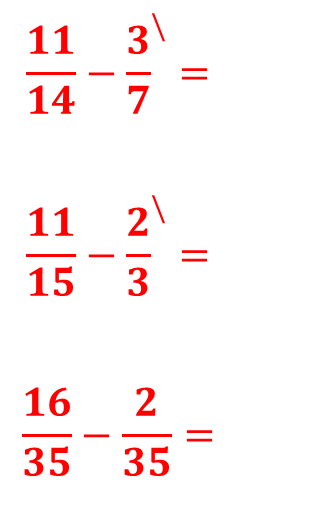 11/14 − 3\/7 =
11/15 − 2\/3 =
16/35 − 2/35 =